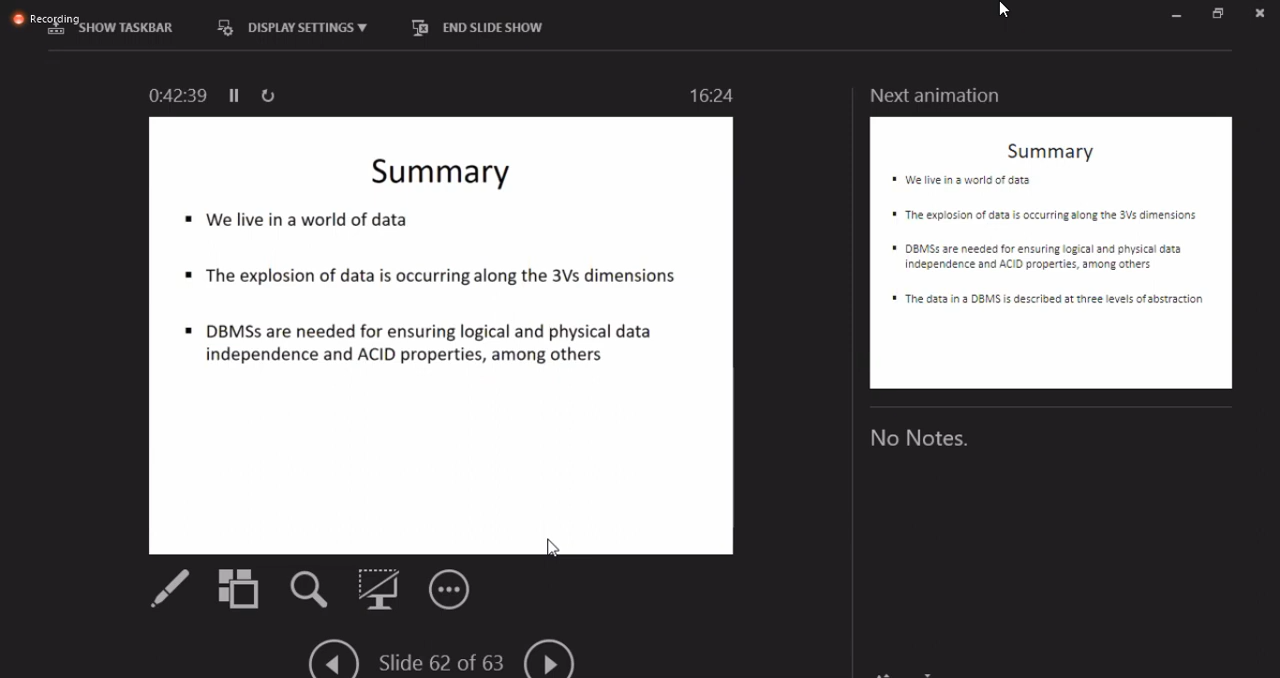 Recording
SHOW TASKBAR
DISPLAY SETTINGS
END SLIDE SHOW
0:42:39
16:24
Summary
▪ We live in a world of data
▪ The explosion of data is occurring along the 3Vs dimensions
▪ DBMSs are needed for ensuring logical and physical data
independence and ACID properties, among others
Slide 62 of 63
Next animation
Summary
▪ We live in a world of data
▪ The explosion of data is occurring along the 3Vs dimensions
▪ DBMSs are needed for ensuring logical and physical data
independence and ACID properties, among others
▪ The data in a DBMS is described at three levels of abstraction
No Notes.